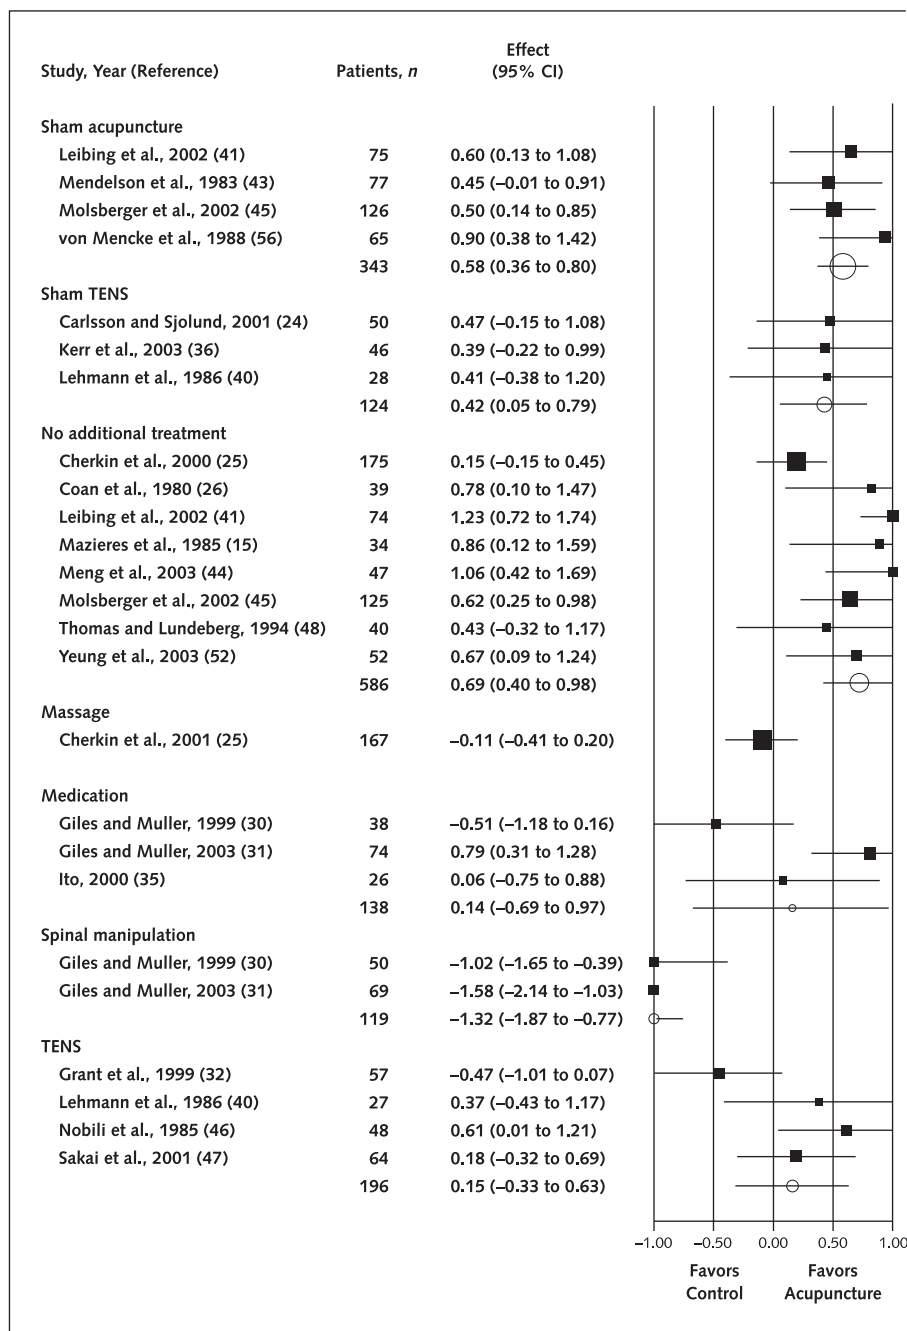 Study, Year (Reference) Patients, n Effect (95% CI)
Sham acupuncture
Leibing et al., 2002 (41) 75 0.60 (0.13 to 1.08)
Mendelson et al., 1983 (43) 77 0.45 (–0.01 to 0.91)
Molsberger et al., 2002 (45) 126 0.50 (0.14 to 0.85)
von Mencke et al., 1988 (56) 65 0.90 (0.38 to 1.42)
343 0.58 (0.36 to 0.80)
Sham TENS
Carlsson and Sjolund, 2001 (24) 50 0.47 (–0.15 to 1.08)
Kerr et al., 2003 (36) 46 0.39 (–0.22 to 0.99)
Lehmann et al., 1986 (40) 28 0.41 (–0.38 to 1.20)
124 0.42 (0.05 to 0.79)
No additional treatment
Cherkin et al., 2000 (25) 175 0.15 (–0.15 to 0.45)
Coan et al., 1980 (26) 39 0.78 (0.10 to 1.47)
Leibing et al., 2002 (41) 74 1.23 (0.72 to 1.74)
Mazieres et al., 1985 (15) 34 0.86 (0.12 to 1.59)
Meng et al., 2003 (44) 47 1.06 (0.42 to 1.69)
Molsberger et al., 2002 (45) 125 0.62 (0.25 to 0.98)
Thomas and Lundeberg, 1994 (48) 40 0.43 (–0.32 to 1.17)
Yeung et al., 2003 (52) 52 0.67 (0.09 to 1.24)
586 0.69 (0.40 to 0.98)
Massage
Cherkin et al., 2001 (25) 167 –0.11 (–0.41 to 0.20)
Medication
Giles and Muller, 1999 (30) 38 –0.51 (–1.18 to 0.16)
Giles and Muller, 2003 (31) 74 0.79 (0.31 to 1.28)
Ito, 2000 (35) 26 0.06 (–0.75 to 0.88)
138 0.14 (–0.69 to 0.97)
Spinal manipulation
Giles and Muller, 1999 (30) 50 –1.02 (–1.65 to –0.39)
Giles and Muller, 2003 (31) 69 –1.58 (–2.14 to –1.03)
119 –1.32 (–1.87 to –0.77)
TENS
Grant et al., 1999 (32) 57 –0.47 (–1.01 to 0.07)
Lehmann et al., 1986 (40) 27 0.37 (–0.43 to 1.17)
Nobili et al., 1985 (46) 48 0.61 (0.01 to 1.21)
Sakai et al., 2001 (47) 64 0.18 (–0.32 to 0.69)
196 0.15 (–0.33 to 0.63)
–1.00 –0.50 0.00 0.50 1.00
Favors Control
Favors Acupuncture